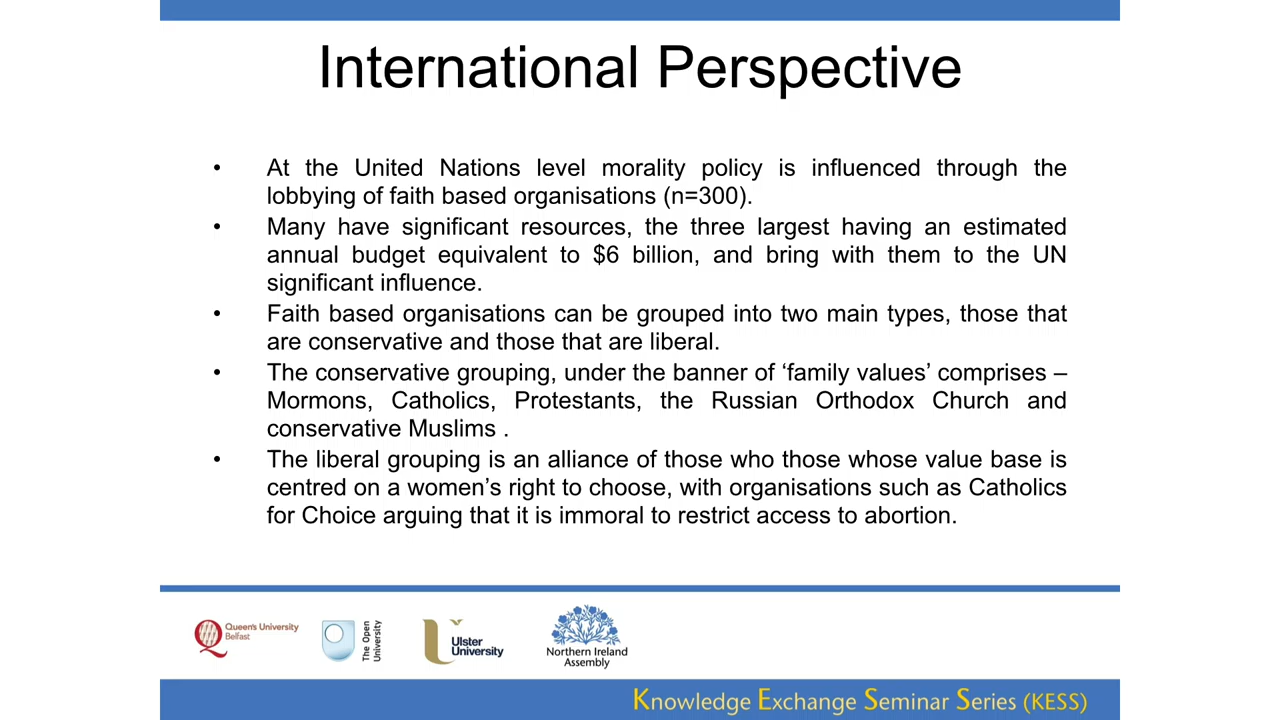 International Perspective
• At the United Nations level morality policy is influenced through the
lobbying of faith based organisations (n=300).
• Many have significant resources, the three largest having an estimated
annual budget equivalent to $6 billion, and bring with them to the UN
significant influence.
• Faith based organisations can be grouped into two main types, those that
are conservative and those that are liberal.
• The conservative grouping, under the banner of ‘family values’ comprises –
Mormons, Catholics, Protestants, the Russian Orthodox Church and
conservative Muslims .
• The liberal grouping is an alliance of those who those whose value base is
centred on a women’s right to choose, with organisations such as Catholics
for Choice arguing that it is immoral to restrict access to abortion.
Queen's University
Belfast
The Open
University
Ulster
University
Northern Ireland
Assembly
Knowledge Exchange Seminar Series (KESS)